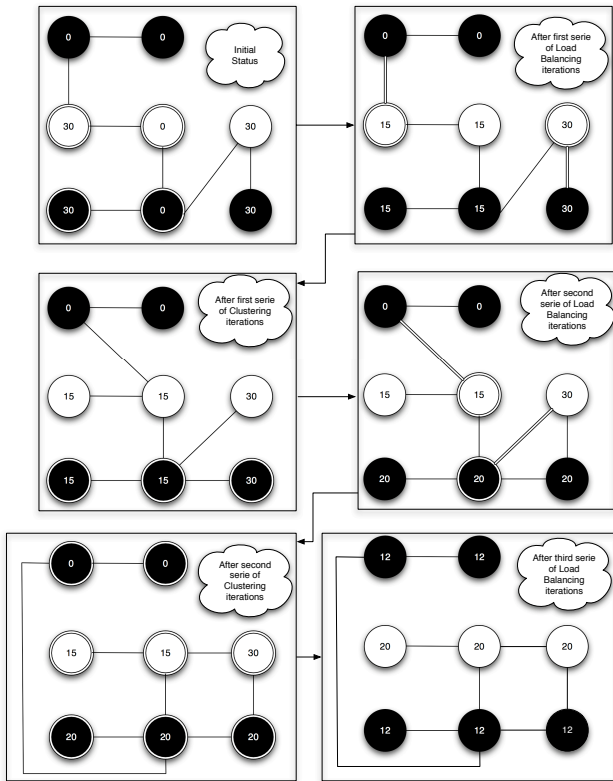 0 0
Initial
Status
30 0 30
30 0 30
0 0
After first serie
of Load
Balancing
iterations
15 15 30
15 15 30
0 0
After first serie
of Clustering
iterations
15 15 30
15 15 30
0 0
After second
serie of Load
Balancing
iterations
15 15 30
20 20 20
0 0
After second
serie of
Clustering
iterations
15 15 30
20 20 20
12 12
After third serie
of Load
Balancing
iterations
20 20 20
12 12 12